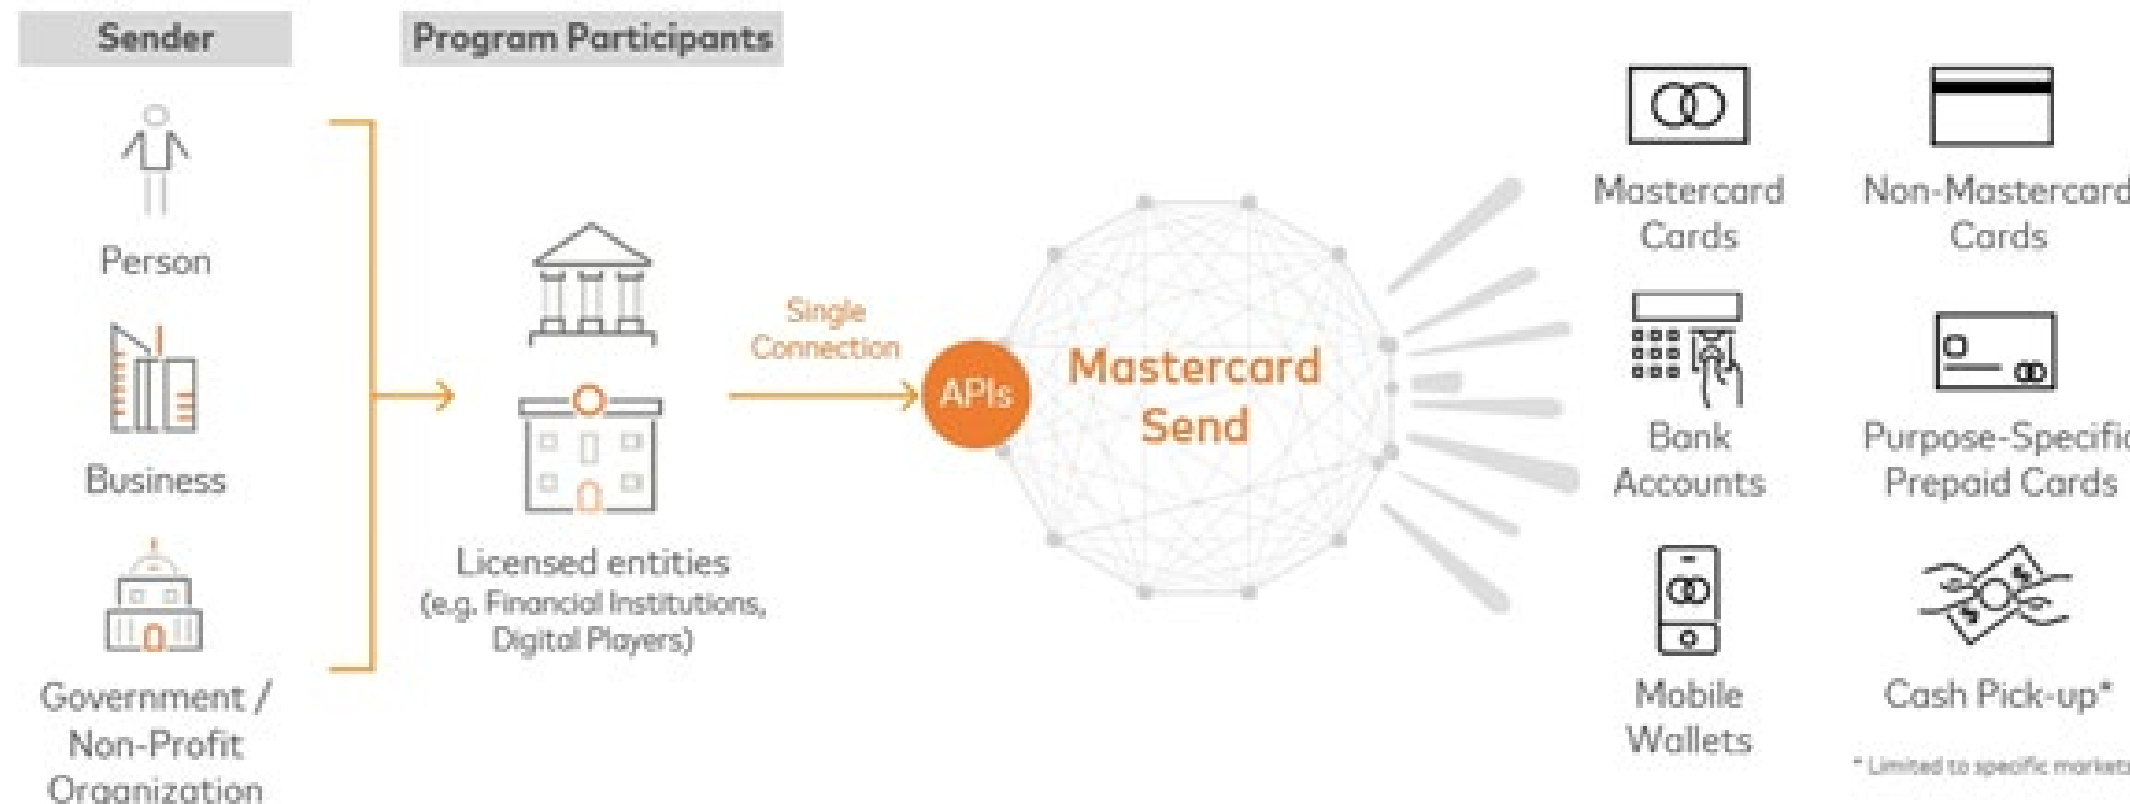 Sender
Program Participants
Person
Business
Government /
Non-Profit
Organization
Licensed entities
(e.g. Financial Institutions,
Digital Players)
Single
Connection
APIs
Mastercard
Send
Mastercard
Cards
Non-Mastercard
Cards
Bank
Accounts
Purpose-Specific
Prepaid Cards
Mobile
Wallets
Cash Pick-up*
* Limited to specific markets